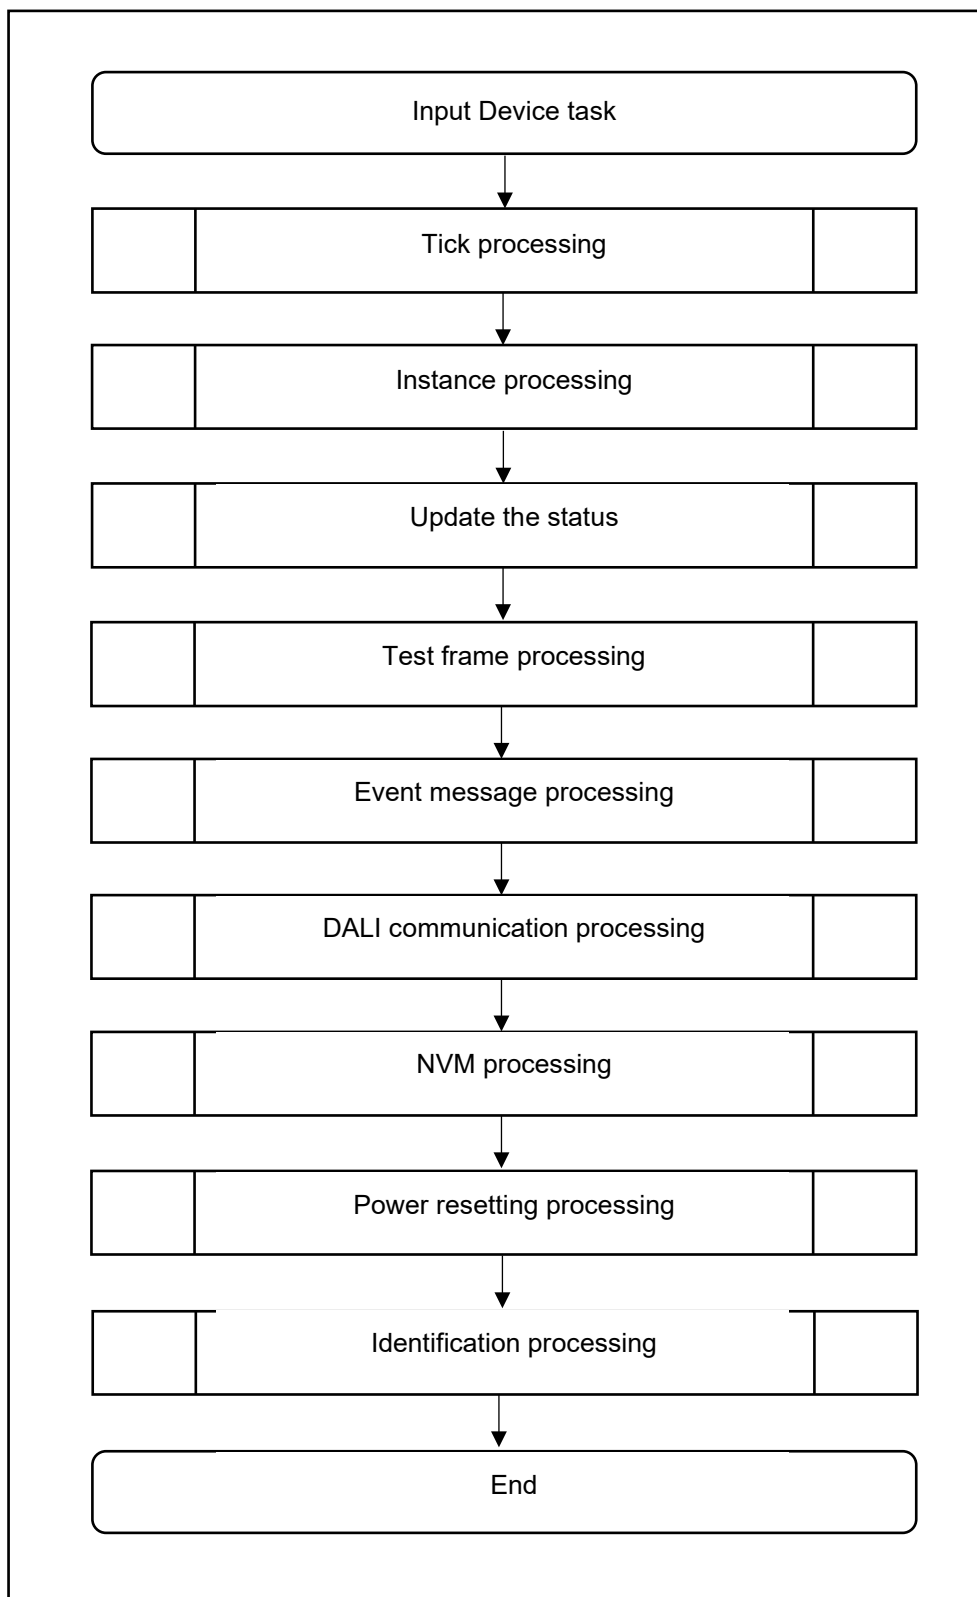 Input Device task
Tick processing
Instance processing
Update the status
Test frame processing
Event message processing
DALI communication processing
NVM processing
Power resetting processing
Identification processing
End